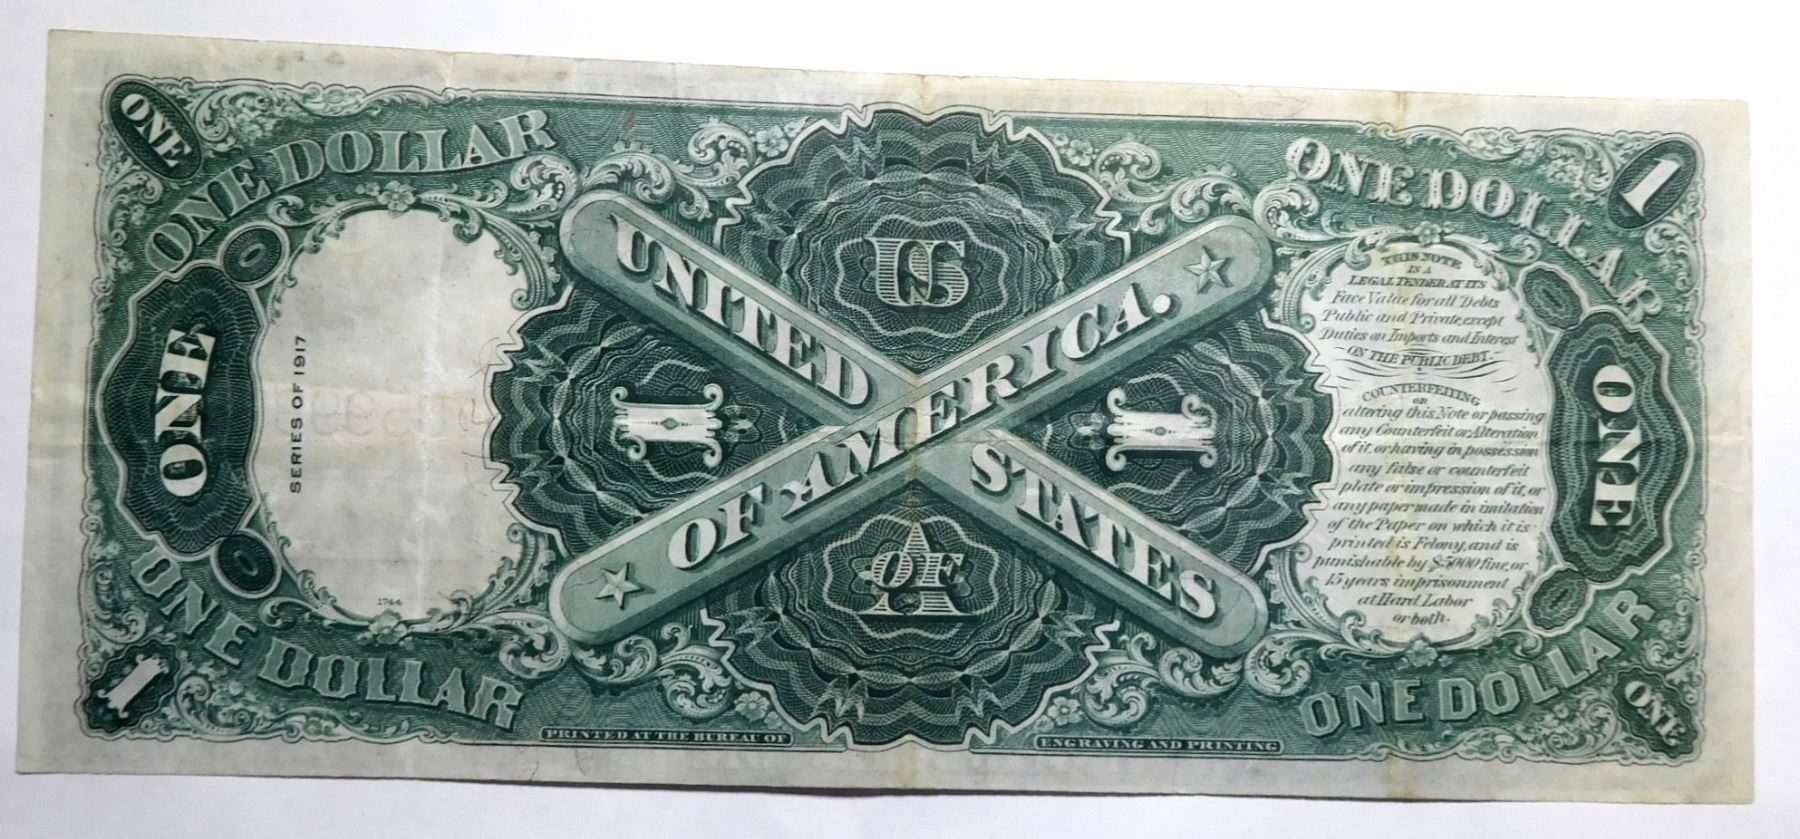 ONE
ONE DOLLAR
ONE DOLLAR
1
US
UNITED STATES
OF AMERICA.
ONE
SERIES OF 1917
1
1
THIS NOTE
IS A
LEGAL TENDER AT ITS
Face Value for all Debts
Public and Private, except
Duties on Imports and Interest
ON THE PUBLIC DEBT.
COUNTERFEITING
OR
altering this Note or passing
any Counterfeit or Alteration
of it, or having in possession
any false or counterfeit
plate or impression of it, or
any paper made in imitation
of the Paper on which it is
printed is Felony, and is
punishable by $5000 fine, or
15 years imprisonment
at Hard Labor
or both.
ONE
OF
A
1744
ONE DOLLAR
1
ONE DOLLAR
ONE
PRINTED AT THE BUREAU OF
ENGRAVING AND PRINTING